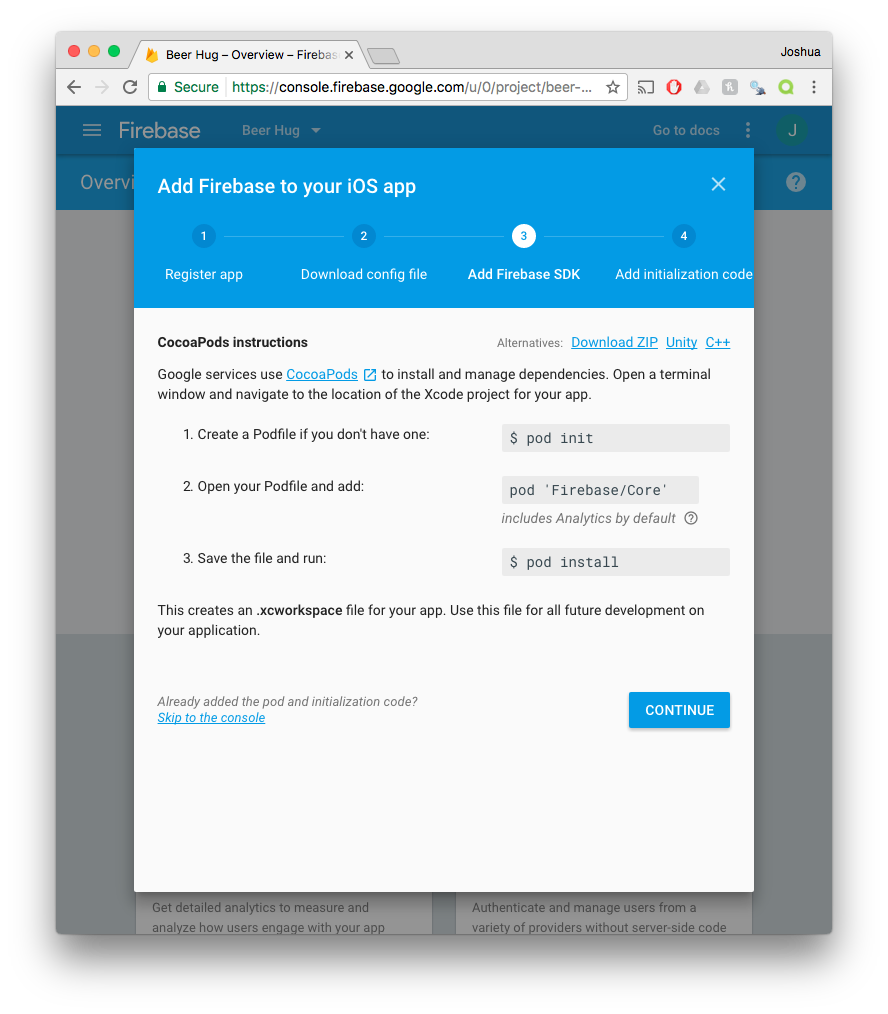 Beer Hug – Overview – Firebas
Joshua
Secure https://console.firebase.google.com/u/0/project/beer-...
Firebase Beer Hug Go to docs J
Overvi
Add Firebase to your iOS app
1 2 3 4
Register app Download config file Add Firebase SDK Add initialization code
CocoaPods instructions Alternatives: Download ZIP Unity C++
Google services use CocoaPods to install and manage dependencies. Open a terminal
window and navigate to the location of the Xcode project for your app.
1. Create a Podfile if you don't have one: $ pod init
2. Open your Podfile and add: pod 'Firebase/Core'
includes Analytics by default
3. Save the file and run: $ pod install
This creates an .xcworkspace file for your app. Use this file for all future development on
your application.
Already added the pod and initialization code?
Skip to the console
CONTINUE
Get detailed analytics to measure and
analyze how users engage with your app
Authenticate and manage users from a
variety of providers without server-side code